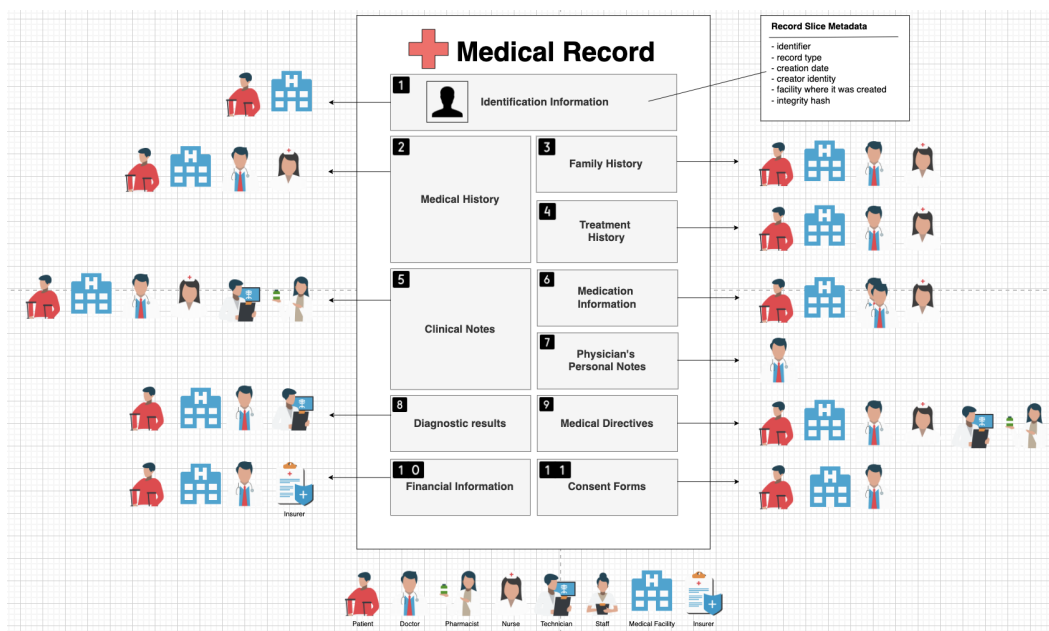 Record Slice Metadata
- identifier
- record type
- creation date
- creator identity
- facility where it was created
- integrity hash
Medical Record
1
Identification Information
2
Medical History
3
Family History
4
Treatment
History
5
Clinical Notes
6
Medication
Information
7
Physician's
Personal Notes
8
Diagnostic results
9
Medical Directives
10
Financial Information
11
Consent Forms
H
H
H
H
H
H
H
H
H
H
Insurer
H
Patient
Doctor
Pharmacist
Nurse
Technician
Staff
Medical Facility
Insurer